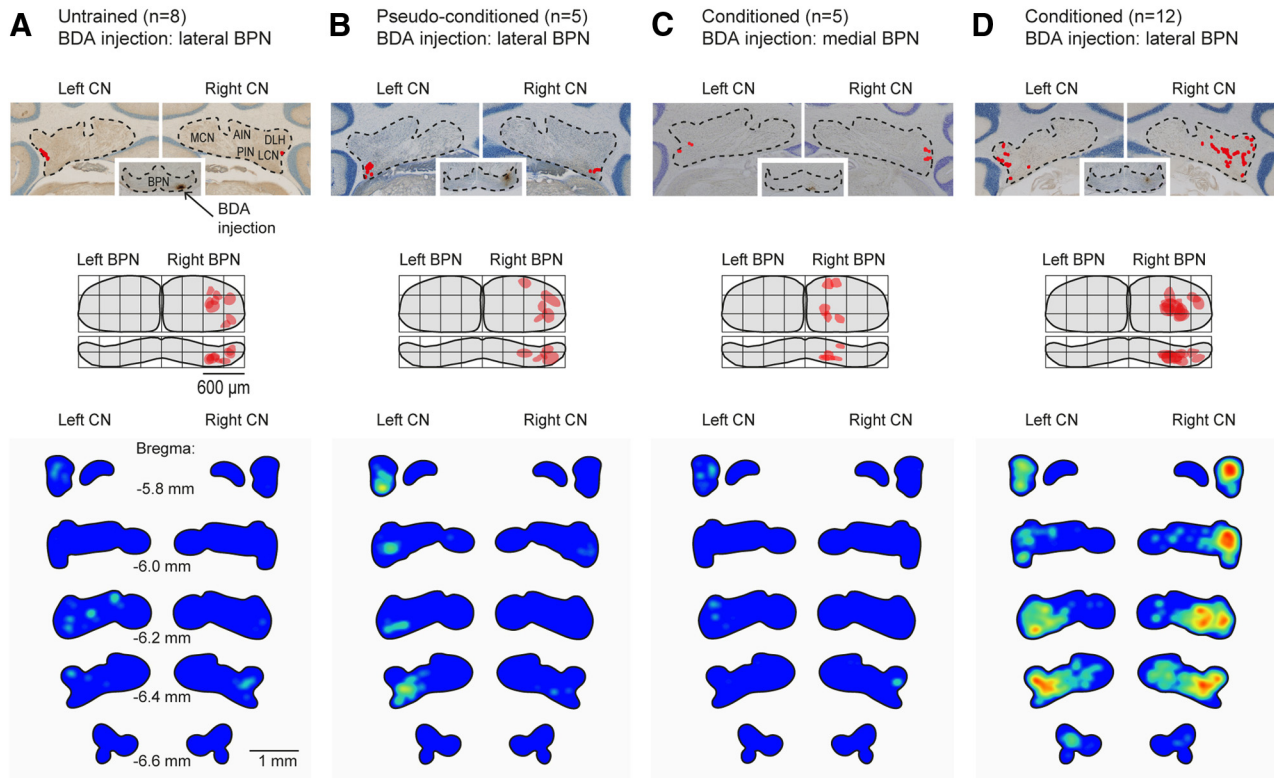 A
Untrained (n=8)
BDA injection: lateral BPN
Left CN
Right CN
MCN
AIN
DLH
PIN
LCN
BPN
BDA
injection
Left BPN
Right BPN
600 µm
Left CN
Right CN
Bregma:
-5.8 mm
-6.0 mm
-6.2 mm
-6.4 mm
-6.6 mm
1 mm
B
Pseudo-conditioned (n=5)
BDA injection: lateral BPN
Left CN
Right CN
Left BPN
Right BPN
Left CN
Right CN
C
Conditioned (n=5)
BDA injection: medial BPN
Left CN
Right CN
Left BPN
Right BPN
Left CN
Right CN
D
Conditioned (n=12)
BDA injection: lateral BPN
Left CN
Right CN
Left BPN
Right BPN
Left CN
Right CN